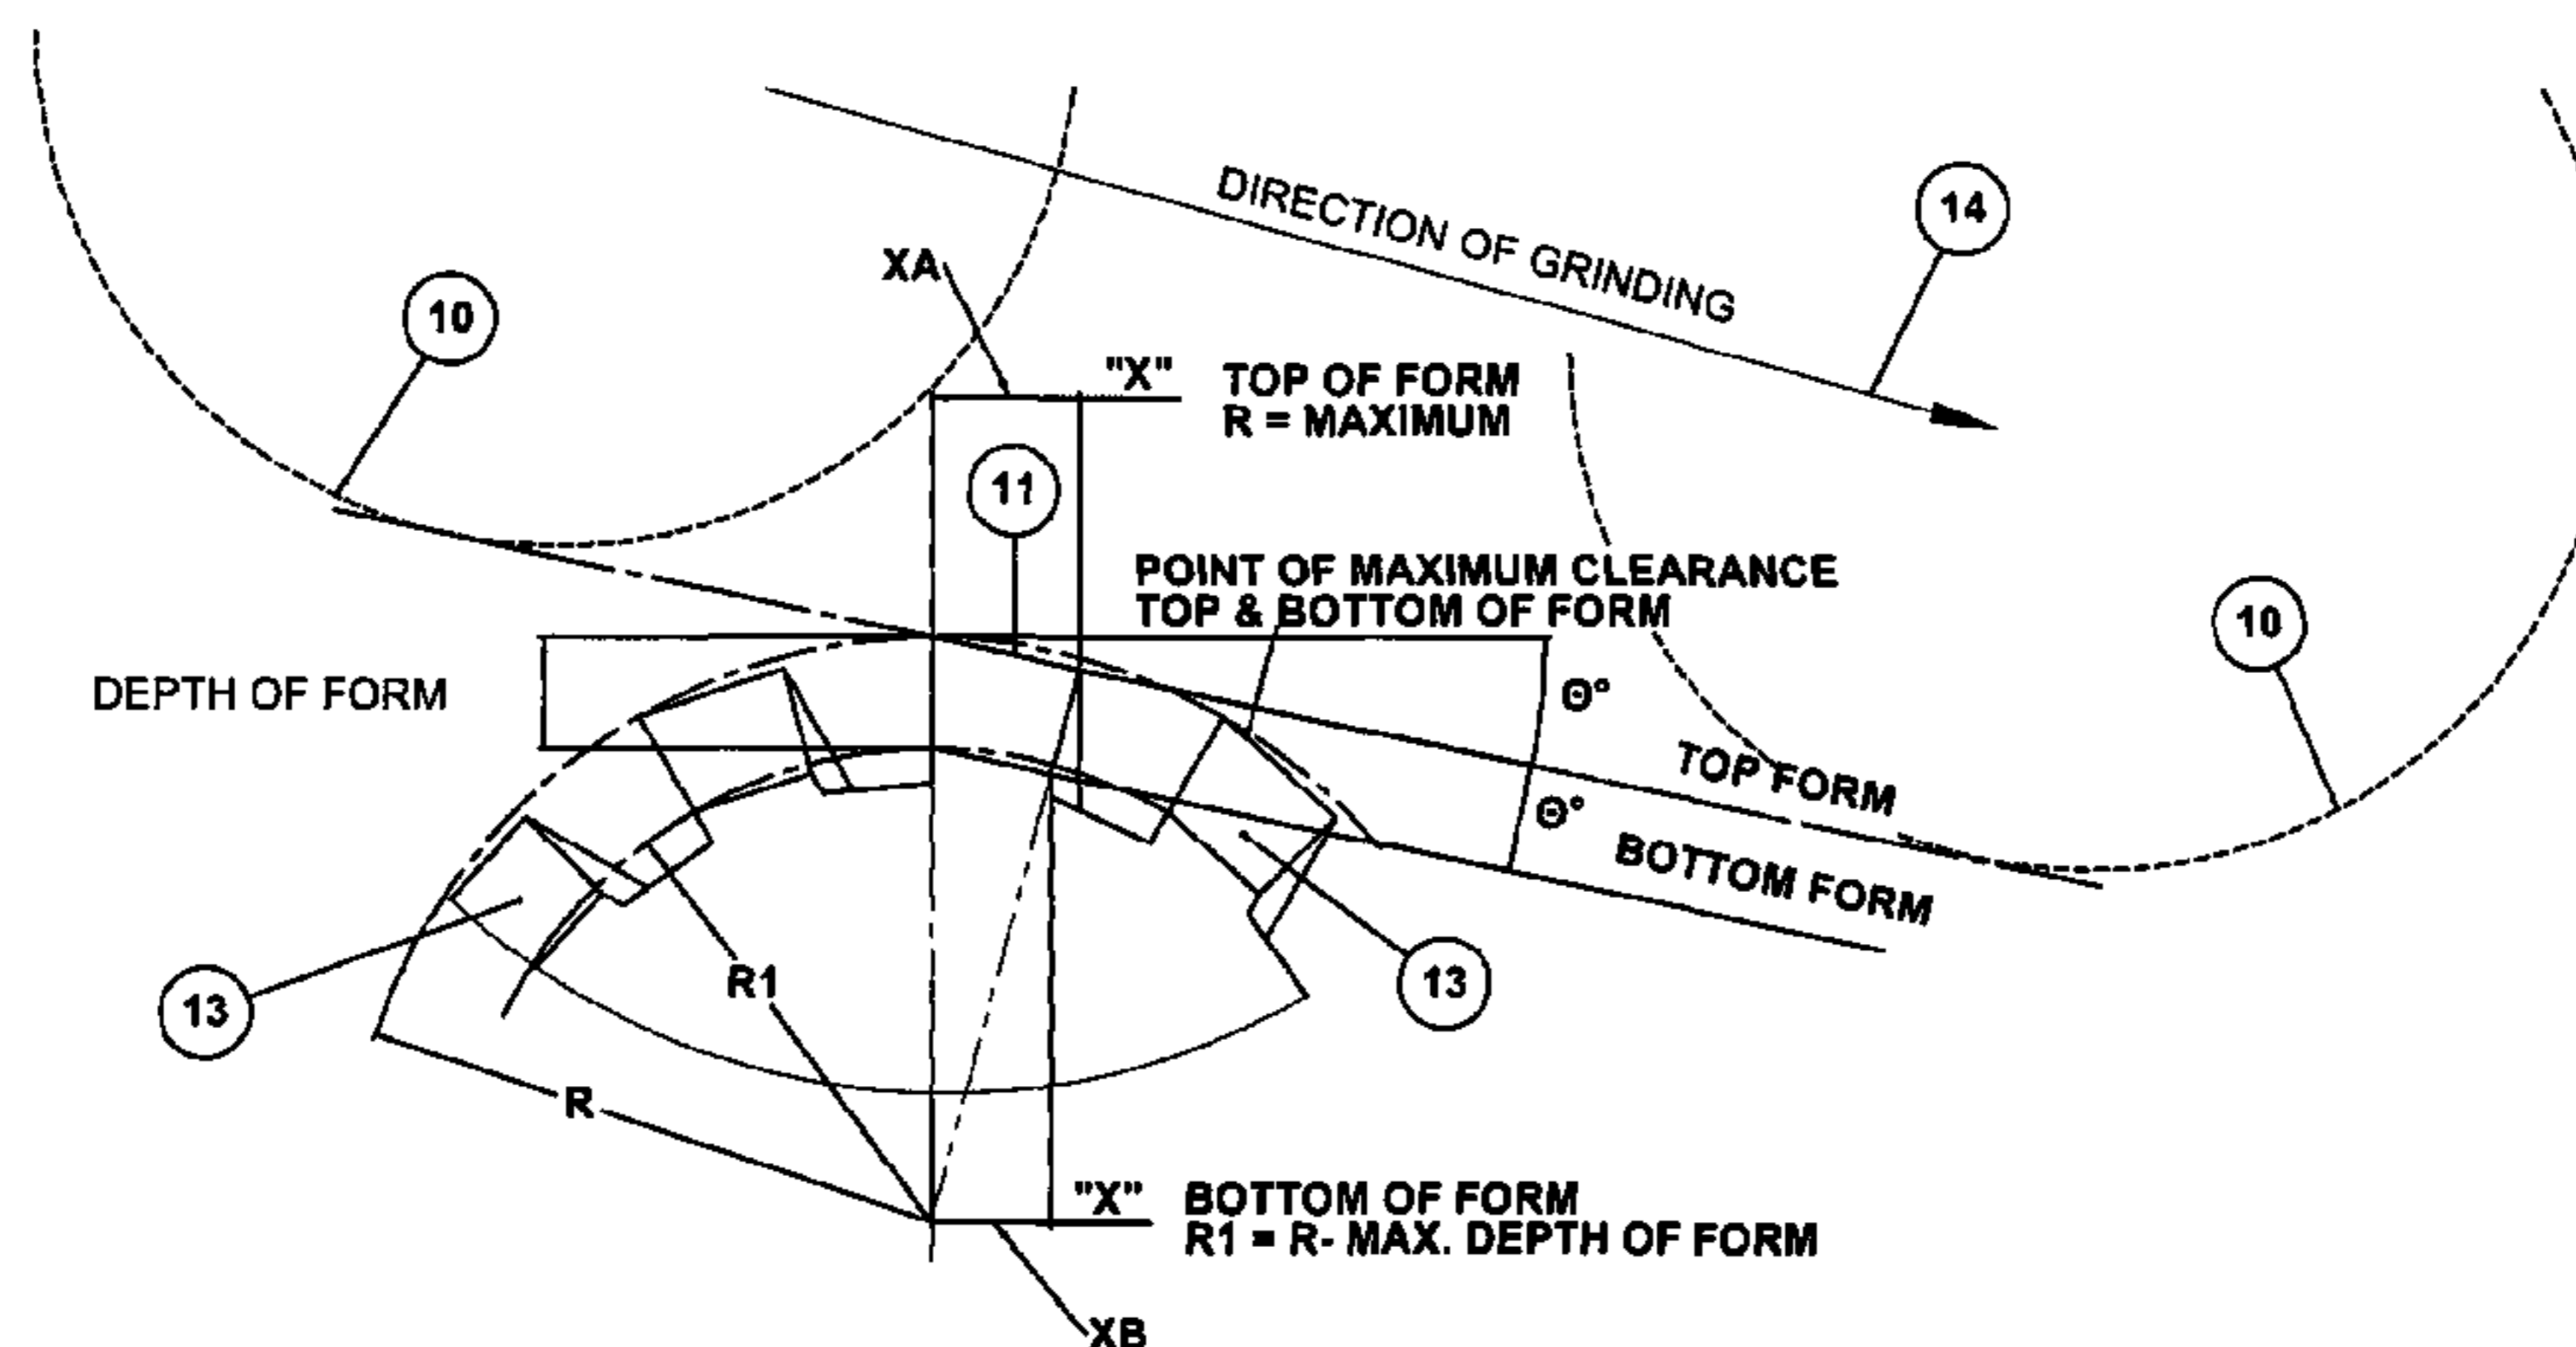 DIRECTION OF GRINDING
14
XA
10
"X"
TOP OF FORM
R = MAXIMUM
11
POINT OF MAXIMUM CLEARANCE
TOP & BOTTOM OF FORM
10
DEPTH OF FORM
Θ°
TOP FORM
Θ°
BOTTOM FORM
13
R1
13
R
"X"
BOTTOM OF FORM
R1 = R- MAX. DEPTH OF FORM
XB